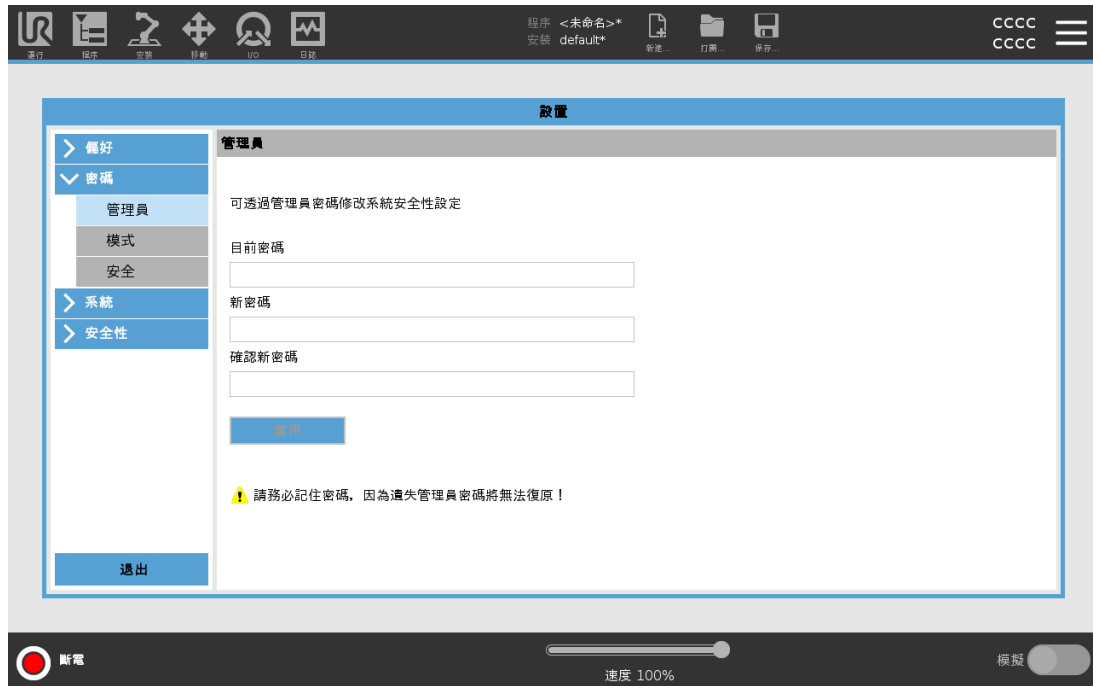 UR
運行 程序 安裝 移動 I/O 日誌
程序 <未命名>*
安裝 default*
新建... 打開... 保存...
cccc
cccc
設置
偏好
密碼
管理員
模式
安全
系統
安全性
退出
管理員
可透過管理員密碼修改系統安全性設定
目前密碼
新密碼
確認新密碼
套用
請務必記住密碼，因為遺失管理員密碼將無法復原！
斷電
速度 100%
模擬